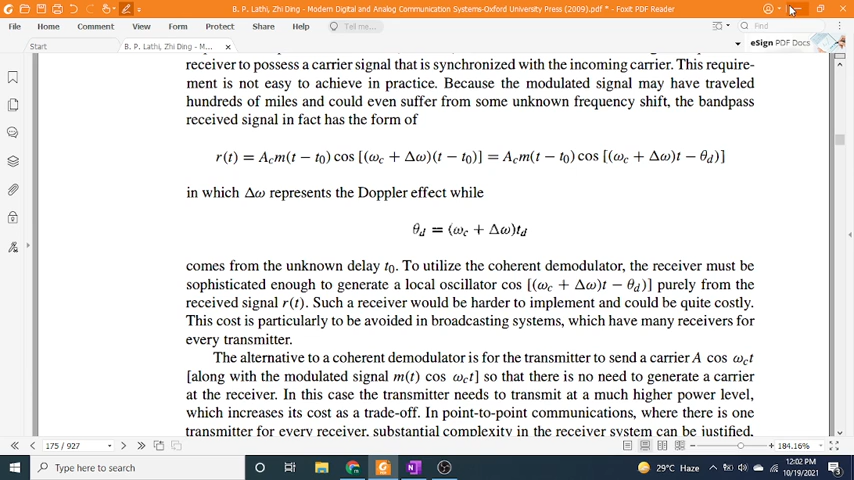 B. P. Lathi, Zhi Ding - Modern Digital and Analog Communication Systems-Oxford University Press (2009).pdf * - Foxit PDF Reader
File Home Comment View Form Protect Share Help Tell me... Find
Start B. P. Lathi, Zhi Ding - M... eSign PDF Docs
receiver to possess a carrier signal that is synchronized with the incoming carrier. This require-
ment is not easy to achieve in practice. Because the modulated signal may have traveled
hundreds of miles and could even suffer from some unknown frequency shift, the bandpass
received signal in fact has the form of
r(t) = A_c m(t − t_0) cos [(ω_c + Δω)(t − t_0)] = A_c m(t − t_0) cos [(ω_c + Δω)t − θ_d)]
in which Δω represents the Doppler effect while
θ_d = (ω_c + Δω)t_d
comes from the unknown delay t_0. To utilize the coherent demodulator, the receiver must be
sophisticated enough to generate a local oscillator cos [(ω_c + Δω)t − θ_d)] purely from the
received signal r(t). Such a receiver would be harder to implement and could be quite costly.
This cost is particularly to be avoided in broadcasting systems, which have many receivers for
every transmitter.
The alternative to a coherent demodulator is for the transmitter to send a carrier A cos ω_c t
[along with the modulated signal m(t) cos ω_c t] so that there is no need to generate a carrier
at the receiver. In this case the transmitter needs to transmit at a much higher power level,
which increases its cost as a trade-off. In point-to-point communications, where there is one
transmitter for every receiver, substantial complexity in the receiver system can be justified,
175 / 927 184.16%
Type here to search 29°C Haze 12:02 PM
10/19/2021 3